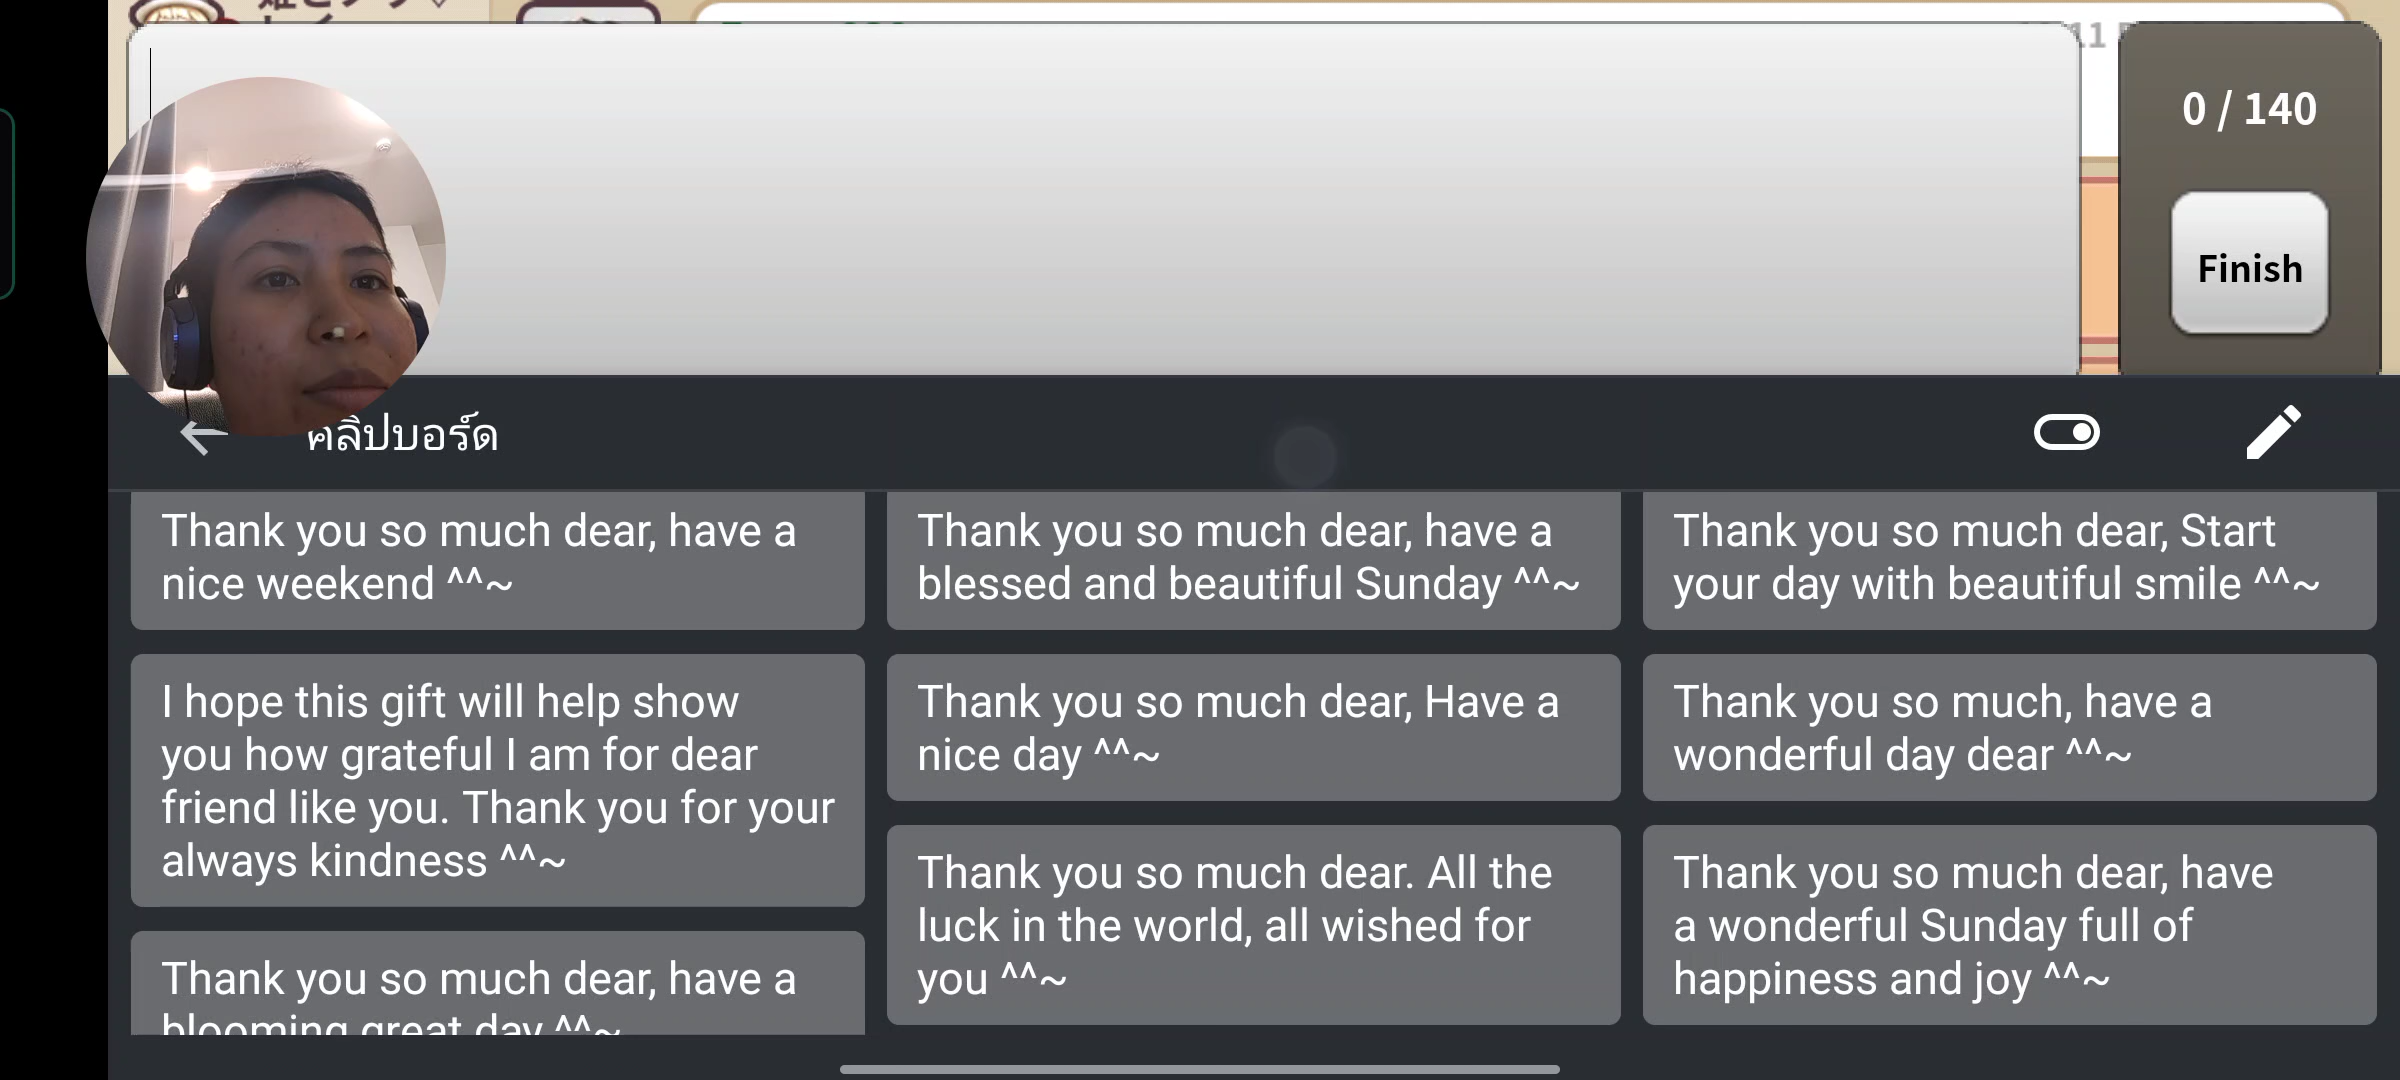 0 / 140
Finish
คลิปบอร์ด
Thank you so much dear, have a
nice weekend ^^~
Thank you so much dear, have a
blessed and beautiful Sunday ^^~
Thank you so much dear, Start
your day with beautiful smile ^^~
I hope this gift will help show
you how grateful I am for dear
friend like you. Thank you for your
always kindness ^^~
Thank you so much dear, Have a
nice day ^^~
Thank you so much, have a
wonderful day dear ^^~
Thank you so much dear. All the
luck in the world, all wished for
you ^^~
Thank you so much dear, have
a wonderful Sunday full of
happiness and joy ^^~
Thank you so much dear, have a
blooming great day ^^~